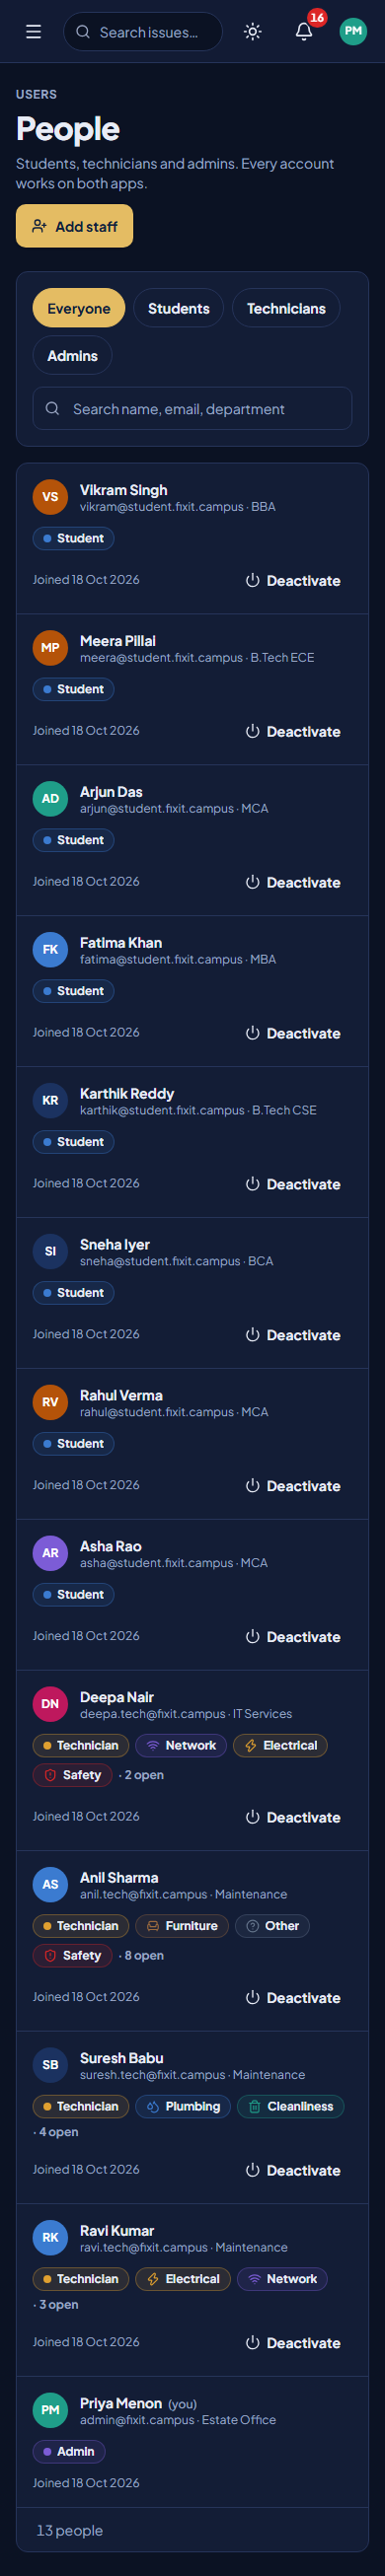 Search issues...
16
PM
USERS
People
Students, technicians and admins. Every account
works on both apps.
Add staff
Everyone
Students
Technicians
Admins
Search name, email, department
VS
Vikram Singh
vikram@student.fixit.campus · BBA
Student
Joined 18 Oct 2026
Deactivate
MP
Meera Pillai
meera@student.fixit.campus · B.Tech ECE
Student
Joined 18 Oct 2026
Deactivate
AD
Arjun Das
arjun@student.fixit.campus · MCA
Student
Joined 18 Oct 2026
Deactivate
FK
Fatima Khan
fatima@student.fixit.campus · MBA
Student
Joined 18 Oct 2026
Deactivate
KR
Karthik Reddy
karthik@student.fixit.campus · B.Tech CSE
Student
Joined 18 Oct 2026
Deactivate
SI
Sneha Iyer
sneha@student.fixit.campus · BCA
Student
Joined 18 Oct 2026
Deactivate
RV
Rahul Verma
rahul@student.fixit.campus · MCA
Student
Joined 18 Oct 2026
Deactivate
AR
Asha Rao
asha@student.fixit.campus · MCA
Student
Joined 18 Oct 2026
Deactivate
DN
Deepa Nair
deepa.tech@fixit.campus · IT Services
Technician Network Electrical
Safety · 2 open
Joined 18 Oct 2026
Deactivate
AS
Anil Sharma
anil.tech@fixit.campus · Maintenance
Technician Furniture Other
Safety · 8 open
Joined 18 Oct 2026
Deactivate
SB
Suresh Babu
suresh.tech@fixit.campus · Maintenance
Technician Plumbing Cleanliness
· 4 open
Joined 18 Oct 2026
Deactivate
RK
Ravi Kumar
ravi.tech@fixit.campus · Maintenance
Technician Electrical Network
· 3 open
Joined 18 Oct 2026
Deactivate
PM
Priya Menon (you)
admin@fixit.campus · Estate Office
Admin
Joined 18 Oct 2026
13 people